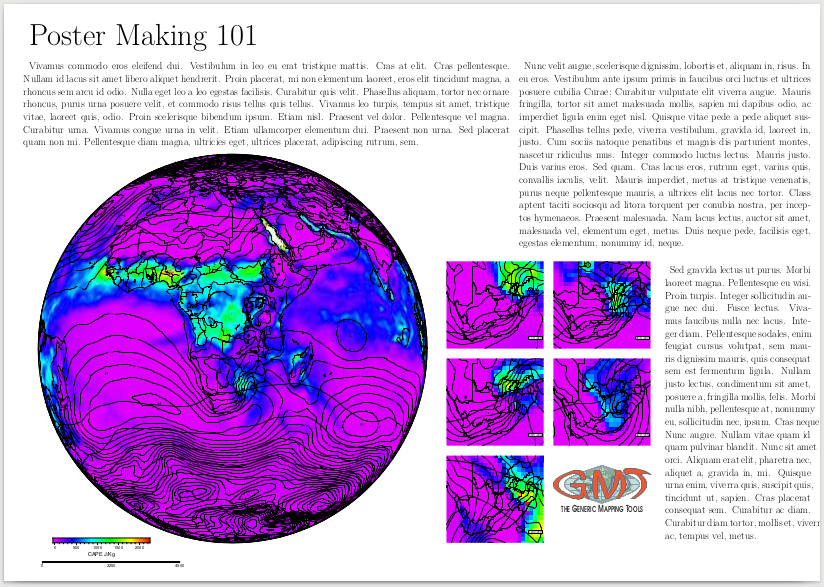 Poster Making 101
Vivamus commodo eros eleifend dui. Vestibulum in leo eu erat tristique mattis. Cras at elit. Cras pellentesque.
Nullam id lacus sit amet libero aliquet hendrerit. Proin placerat, mi non elementum laoreet, eros elit tincidunt magna, a
rhoncus sem arcu id odio. Nulla eget leo a leo egestas facilisis. Curabitur quis velit. Phasellus aliquam, tortor nec ornare
rhoncus, purus urna posuere velit, et commodo risus tellus quis tellus. Vivamus leo turpis, tempus sit amet, tristique
vitae, laoreet quis, odio. Proin scelerisque bibendum ipsum. Etiam nisl. Praesent vel dolor. Pellentesque vel magna.
Curabitur urna. Vivamus congue urna in velit. Etiam ullamcorper elementum dui. Praesent non urna. Sed placerat
quam non mi. Pellentesque diam magna, ultricies eget, ultrices placerat, adipiscing rutrum, sem.
Nunc velit augue, scelerisque dignissim, lobortis et, aliquam in, risus. In
eu eros. Vestibulum ante ipsum primis in faucibus orci luctus et ultrices
posuere cubilia Curae; Curabitur vulputate elit viverra augue. Mauris
fringilla, tortor sit amet malesuada mollis, sapien mi dapibus odio, ac
imperdiet ligula enim eget nisl. Quisque vitae pede a pede aliquet sus-
cipit. Phasellus tellus pede, viverra vestibulum, gravida id, laoreet in,
justo. Cum sociis natoque penatibus et magnis dis parturient montes,
nascetur ridiculus mus. Integer commodo luctus lectus. Mauris justo.
Duis varius eros. Sed quam. Cras lacus eros, rutrum eget, varius quis,
convallis iaculis, velit. Mauris imperdiet, metus at tristique venenatis,
purus neque pellentesque mauris, a ultrices elit lacus nec tortor. Class
aptent taciti sociosqu ad litora torquent per conubia nostra, per incep-
tos hymenaeos. Praesent malesuada. Nam lacus lectus, auctor sit amet,
malesuada vel, elementum eget, metus. Duis neque pede, facilisis eget,
egestas elementum, nonummy id, neque.
Sed gravida lectus ut purus. Morbi
laoreet magna. Pellentesque eu wisi.
Proin turpis. Integer sollicitudin au-
gue nec dui. Fusce lectus. Viva-
mus faucibus nulla nec lacus. Inte-
ger diam. Pellentesque sodales, enim
feugiat cursus volutpat, sem mau-
ris dignissim mauris, quis consequat
sem est fermentum ligula. Nullam
justo lectus, condimentum sit amet,
posuere a, fringilla mollis, felis. Morbi
nulla nibh, pellentesque at, nonummy
eu, sollicitudin nec, ipsum. Cras neque
Nunc augue. Nullam vitae quam id
quam pulvinar blandit. Nunc sit amet
orci. Aliquam erat elit, pharetra nec,
aliquet a, gravida in, mi. Quisque
urna enim, viverra quis, suscipit quis,
tincidunt ut, sapien. Cras placerat
consequat sem. Curabitur ac diam.
Curabitur diam tortor, mollis et, viverr
ac, tempus vel, metus.
GMT
THE GENERIC MAPPING TOOLS
0 500 1000 1500 2000
CAPE J/Kg
0 2250 4500